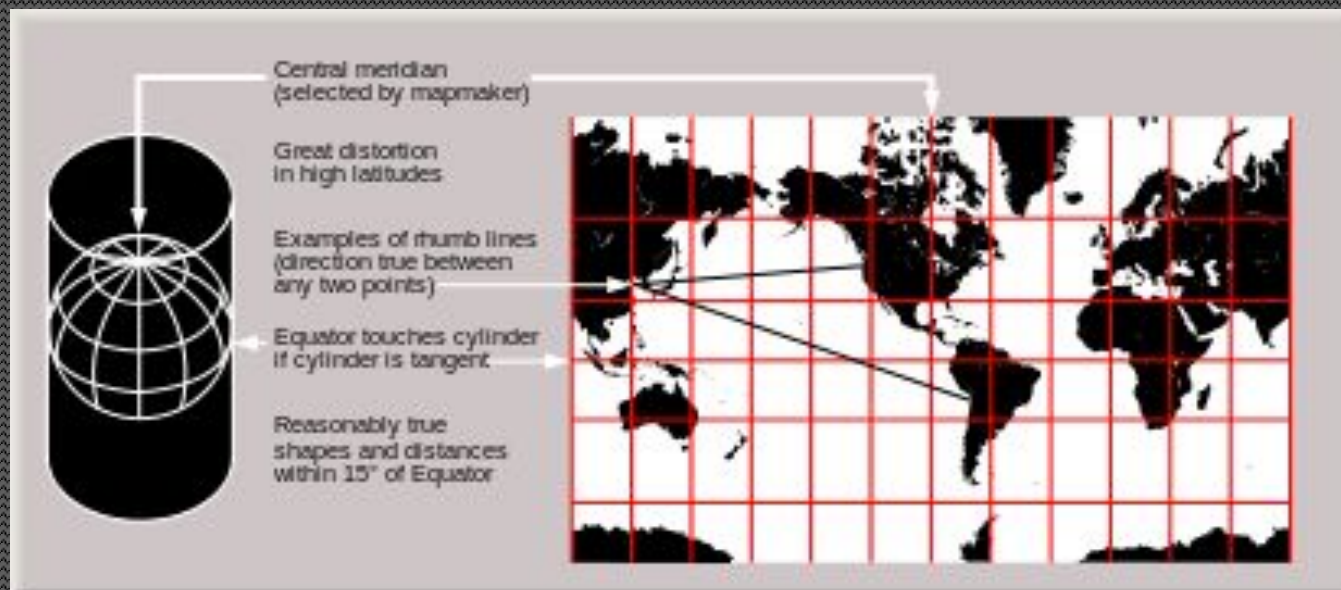 Central meridian
(selected by mapmaker)
Great distortion
in high latitudes
Examples of rhumb lines
(direction true between
any two points)
Equator touches cylinder
if cylinder is tangent
Reasonably true
shapes and distances
within 15° of Equator